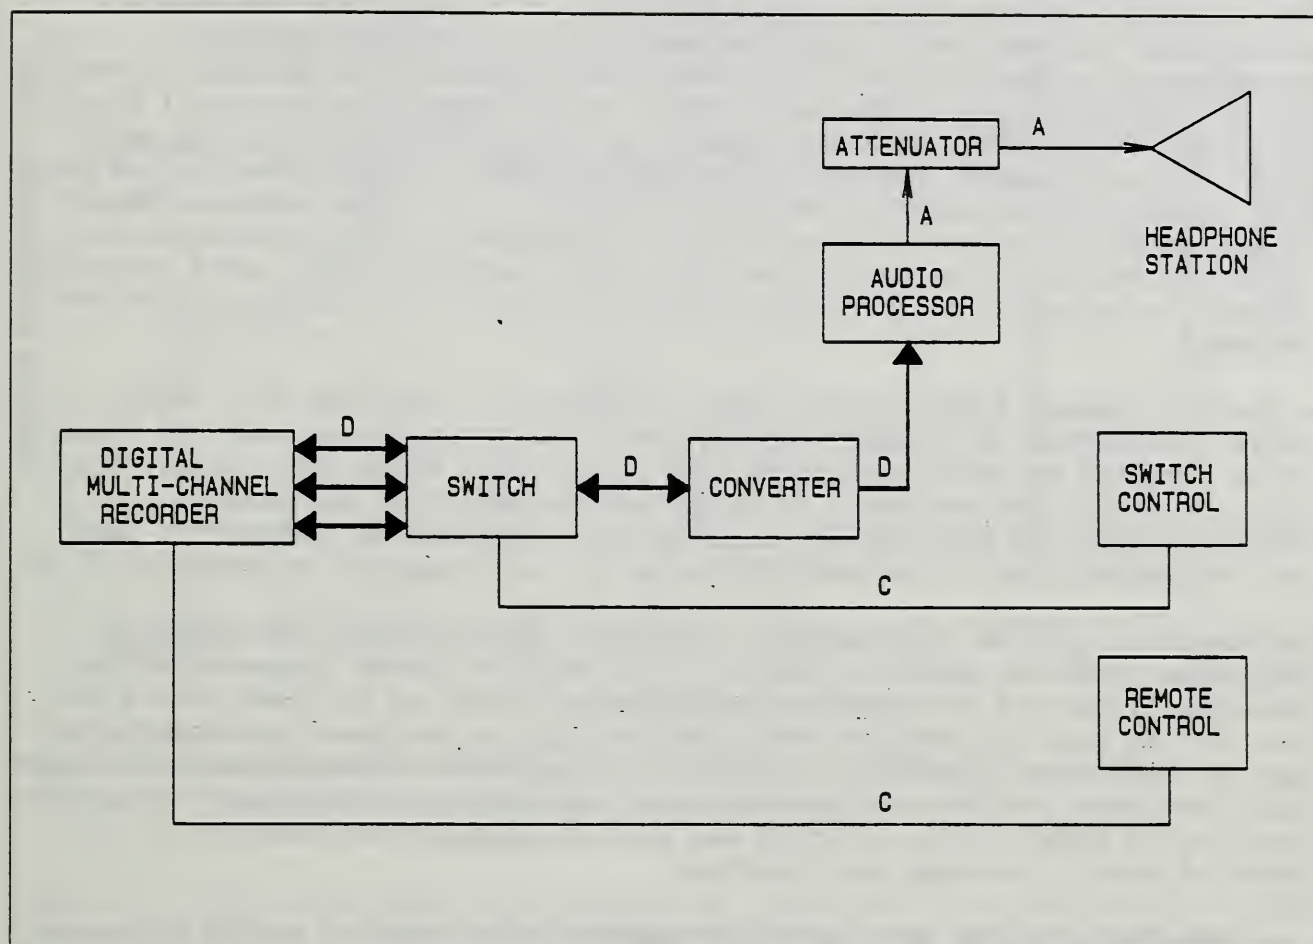 ATTENUATOR
A
A
HEADPHONE
STATION
AUDIO
PROCESSOR
D
DIGITAL
MULTI-CHANNEL
RECORDER
SWITCH
D
CONVERTER
D
SWITCH
CONTROL
C
REMOTE
CONTROL
C